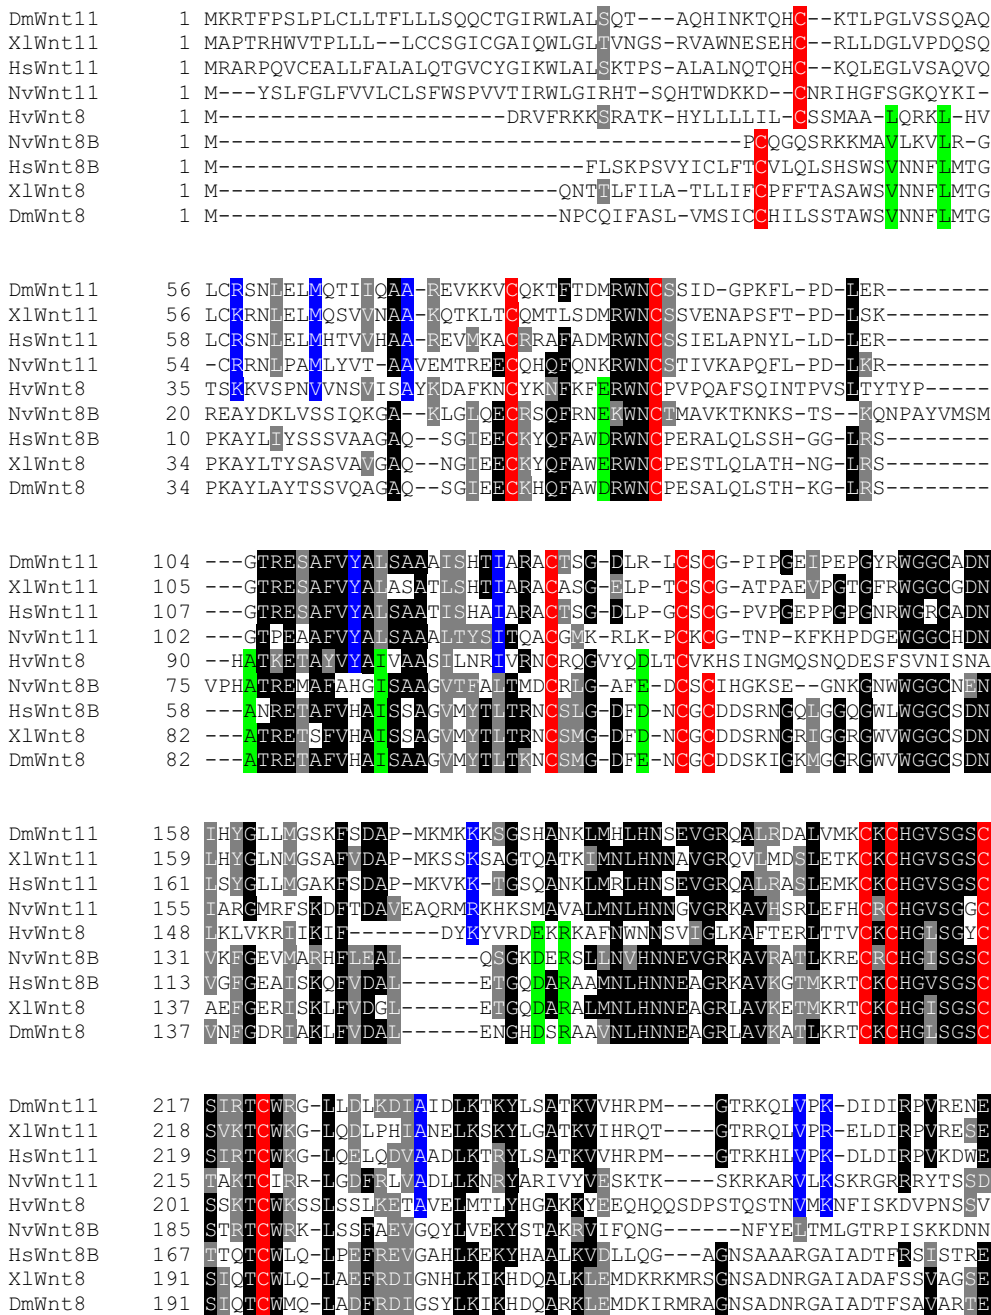 DmWnt11 1 MKRTFPSLPLCLLTFLLLSQQCTGIRWLALSQT---AQHINKTQHC--KTLPGLVSSQAQ
XlWnt11 1 MAPTRHWVTPLLL--LCCSGICGAIQWLGLTVNGS-RVAWNESEHC--RLLDGLVPDQSQ
HsWnt11 1 MRARPQVCEALLFALALQTGVCYGIKWLALSKTPS-ALALNQTQHC--KQLEGLVSAQVQ
NvWnt11 1 M---YSLFGLFVVLCLSFWSPVVTIRWLGIRHT-SQHTWDKKD--CNRIHGFSGKQYKI-
HvWnt8 1 M----------------------DRVFRKKSRATK-HYLLLLIL-CSSMAA-LQRKL-HV
NvWnt8B 1 M----------------------------------------PCQGQSRKKMAVLKVLR-G
HsWnt8B 1 M----------------------------FLSKPSVYICLFTCVLQLSHSWSVNNFLMTG
XlWnt8 1 M--------------------------QNTTLFILA-TLLIFCPFFTASAWSVNNFLMTG
DmWnt8 1 M--------------------------NPCQIFASL-VMSICCHILSSTAWSVNNFLMTG
DmWnt11 56 LCRSNLELMQTIIQAA-REVKKVCQKTFTDMRWNCSSID-GPKFL-PD-LER--------
XlWnt11 56 LCKRNLELMQSVVNAA-KQTKLTCQMTLSDMRWNCSSVENAPSFT-PD-LSK--------
HsWnt11 58 LCRSNLELMHTVVHAA-REVMKACRRAFADMRWNCSSIELAPNYL-LD-LER--------
NvWnt11 54 -CRRNLPAMLYVT-AAVEMTREECQHQFQNKRWNCSTIVKAPQFL-PD-LKR--------
HvWnt8 35 TSKKVSPNVVNSVISAYKDAFKNCYKNFKFERWNCPVPQAFSQINTPVSLTYTYP-----
NvWnt8B 20 REAYDKLVSSIQKGA--KLGLQECRSQFRNEKWNCTMAVKTKNKS-TS--KQNPAYVMSM
HsWnt8B 10 PKAYLIYSSSVAAGAQ--SGIEECKYQFAWDRWNCPERALQLSSH-GG-LRS--------
XlWnt8 34 PKAYLTYSASVAVGAQ--NGIEECKYQFAWERWNCPESTLQLATH-NG-LRS--------
DmWnt8 34 PKAYLAYTSSVQAGAQ--SGIEECKHQFAWDRWNCPESALQLSTH-KG-LRS--------
DmWnt11 104 ---GTRESAFVYALSAAAISHTIARACTSG-DLR-LCSCG-PIPGEIPEPGYRWGGCADN
XlWnt11 105 ---GTRESAFVYALASATLSHTIARACASG-ELP-TCSCG-ATPAEVPGTGFRWGGCGDN
HsWnt11 107 ---GTRESAFVYALSAATISHAIARACTSG-DLP-GCSCG-PVPGEPPGPGNRWGRCADN
NvWnt11 102 ---GTPEAAFVYALSAAALTYSITQACGMK-RLK-PCKCG-TNP-KFKHPDGEWGGCHDN
HvWnt8 90 --HATKETAYVYAIVAASILNRIVRNCRQGVYQDLTCVKHSINGMQSNQDESFSVNISNA
NvWnt8B 75 VPHATREMAFAHGISAAGVTFALTMDCRLG-AFE-DCSCIHGKSE--GNKGNWWGGCNEN
HsWnt8B 58 ---ANRETAFVHAISSAGVMYTLTRNCSLG-DFD-NCGCDDSRNGQLGGQGWLWGGCSDN
XlWnt8 82 ---ATRETSFVHAISSAGVMYTLTRNCSMG-DFD-NCGCDDSRNGRIGGRGWVWGGCSDN
DmWnt8 82 ---ATRETAFVHAISAAGVMYTLTKNCSMG-DFE-NCGCDDSKIGKMGGRGWVWGGCSDN
DmWnt11 158 IHYGLLMGSKFSDAP-MKMKKKSGSHANKLMHLHNSEVGRQALRDALVMKCKCHGVSGSC
XlWnt11 159 LHYGLNMGSAFVDAP-MKSSKSAGTQATKIMNLHNNAVGRQVLMDSLETKCKCHGVSGSC
HsWnt11 161 LSYGLLMGAKFSDAP-MKVKK-TGSQANKLMRLHNSEVGRQALRASLEMKCKCHGVSGSC
NvWnt11 155 IARGMRFSKDFTDAVEAQRMRKHKSMAVALMNLHNNGVGRKAVHSRLEFHCRCHGVSGGC
HvWnt8 148 LKLVKRIIKIF-------DYKYVRDEKRKAFNWNNSVIGLKAFTERLTTVCKCHGLSGYC
NvWnt8B 131 VKFGEVMARHFLEAL------QSGKDERSLLNVHNNEVGRKAVRATLKRECRCHGISGSC
HsWnt8B 113 VGFGEAISKQFVDAL------ETGQDARAAMNLHNNEAGRKAVKGTMKRTCKCHGVSGSC
XlWnt8 137 AEFGERISKLFVDGL------ETGQDARALMNLHNNEAGRLAVKETMKRTCKCHGISGSC
DmWnt8 137 VNFGDRIAKLFVDAL------ENGHDSRAAVNLHNNEAGRLAVKATLKRTCKCHGLSGSC
DmWnt11 217 SIRTCWRG-LLDLKDIAIDLKTKYLSATKVVHRPM----GTRKQLVPK-DIDIRPVRENE
XlWnt11 218 SVKTCWKG-LQDLPHIANELKSKYLGATKVIHRQT----GTRRQLVPR-ELDIRPVRESE
HsWnt11 219 SIRTCWKG-LQELQDVAADLKTRYLSATKVVHRPM----GTRKHLVPK-DLDIRPVKDWE
NvWnt11 215 TAKTCIRR-LGDFRLVADLLKNRYARIVYVESKTK----SKRKARVLKSKRGRRRYTSSD
HvWnt8 201 SSKTCWKSSLSSLKETAVELMTLYHGAKKYEEQHQQSDPSTQSTNVMKNFISKDVPNSSV
NvWnt8B 185 STRTCWRK-LSSFAEVGQYLVEKYSTAKRVIFQNG------NFYELTMLGTRPISKKDNN
HsWnt8B 167 TTQTCWLQ-LPEFREVGAHLKEKYHAALKVDLLQG---AGNSAAARGAIADTFRSISTRE
XlWnt8 191 SIQTCWLQ-LAEFRDIGNHLKIKHDQALKLEMDKRKMRSGNSADNRGAIADAFSSVAGSE
DmWnt8 191 SIQTCWMQ-LADFRDIGSYLKIKHDQARKLEMDKIRMRAGNSADNRGAIADTFSAVARTE